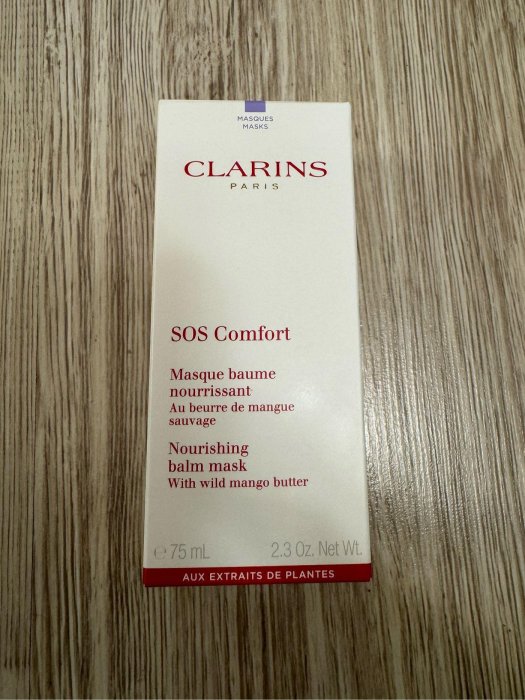 MASQUES
MASKS
CLARINS
PARIS
SOS Comfort
Masque baume
nourrissant
Au beurre de mangue
sauvage
Nourishing
balm mask
With wild mango butter
℮ 75 mL 2.3 Oz. Net Wt.
AUX EXTRAITS DE PLANTES